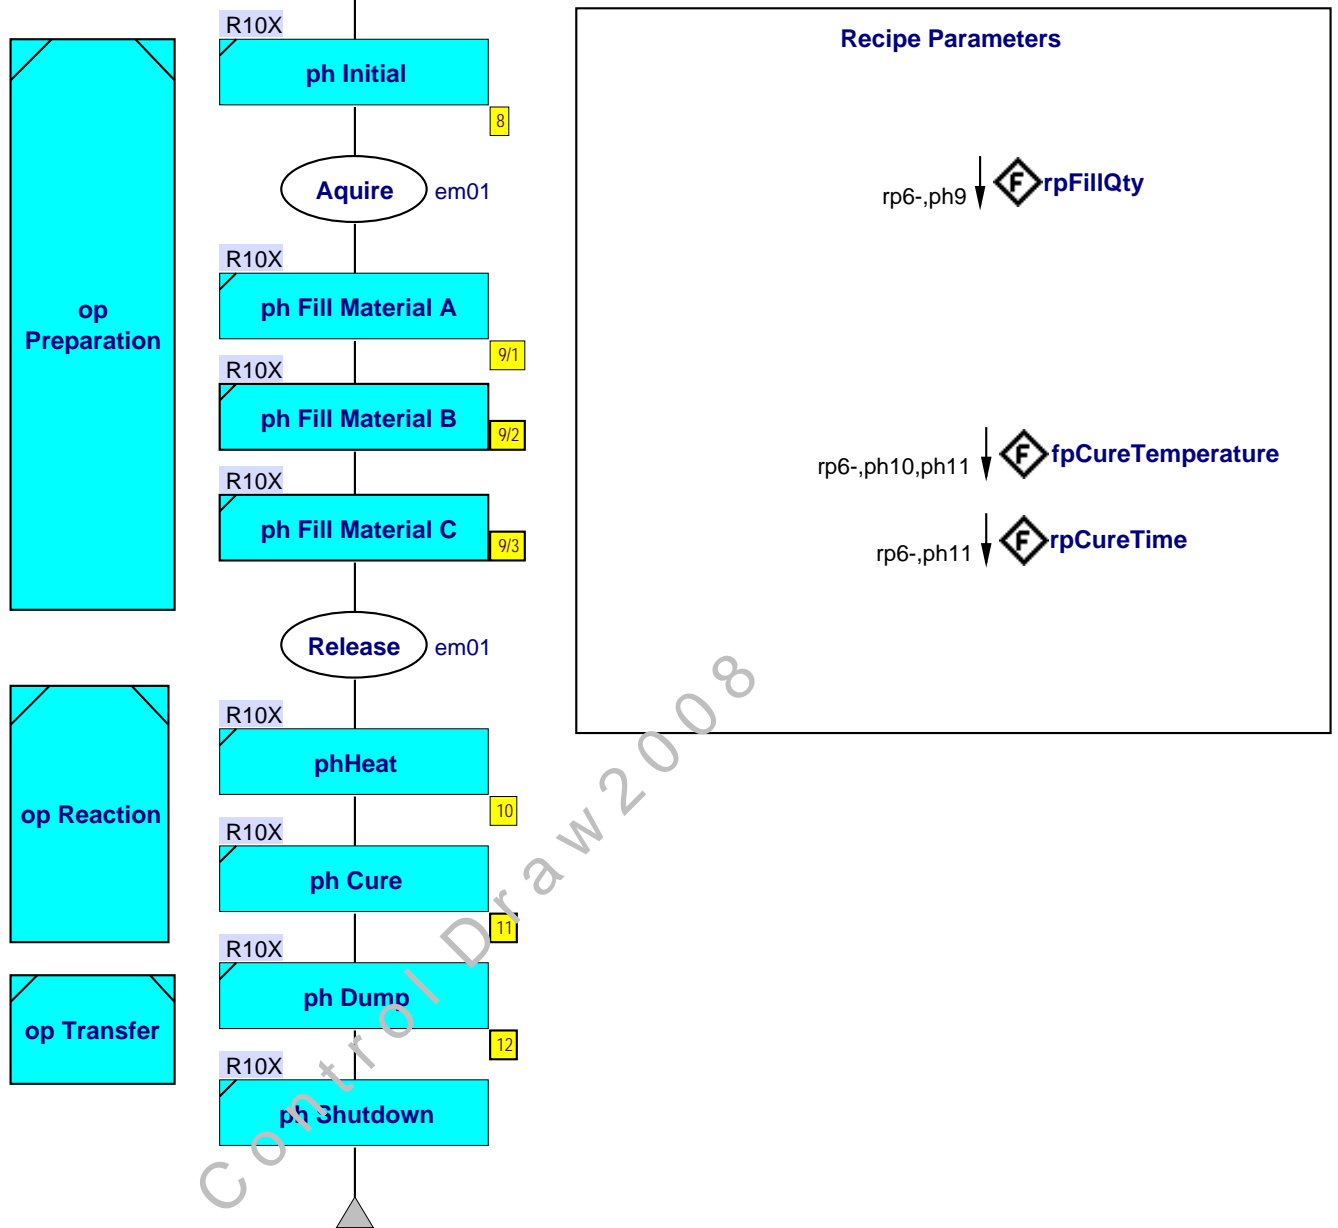 R10X
ph Initial
8
Aquire
em01
op
Preparation
R10X
ph Fill Material A
9/1
R10X
ph Fill Material B
9/2
R10X
ph Fill Material C
9/3
Release
em01
op Reaction
R10X
phHeat
10
R10X
ph Cure
11
op Transfer
R10X
ph Dump
12
R10X
ph Shutdown
Recipe Parameters
rp6-,ph9
F
rpFillQty
rp6-,ph10,ph11
F
fpCureTemperature
rp6-,ph11
F
rpCureTime
Control Draw2008